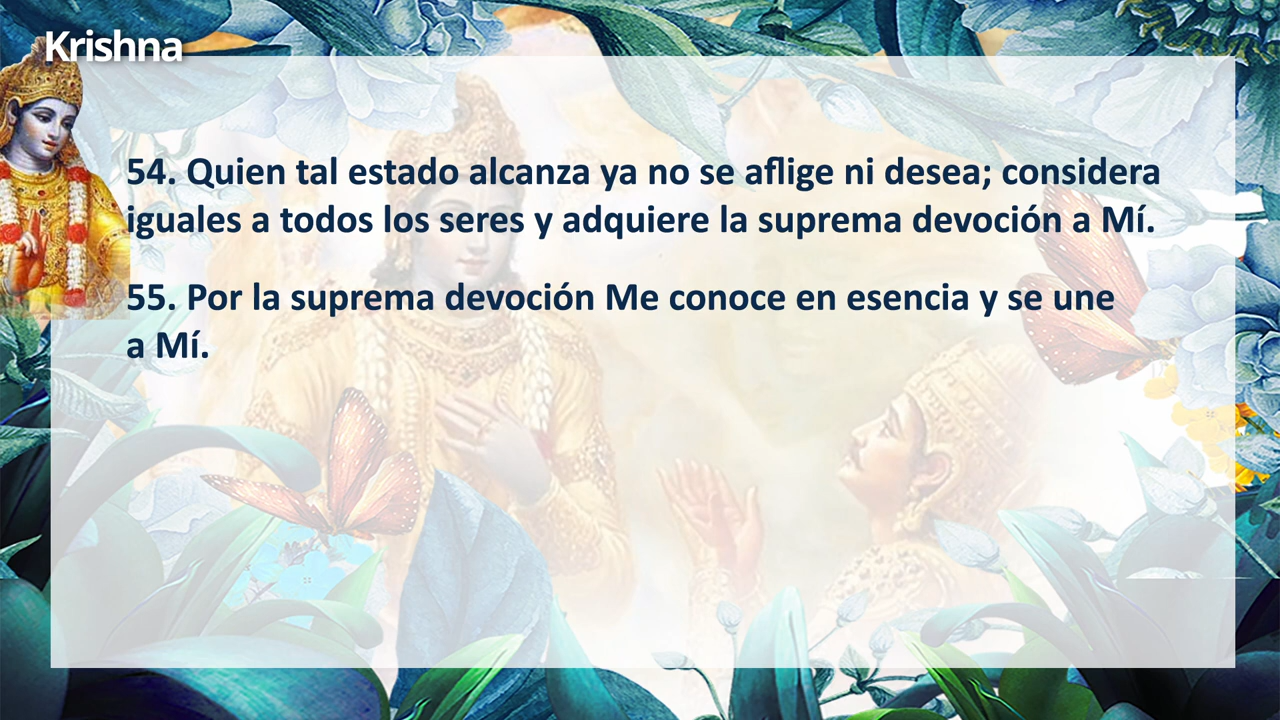 Krishna
54. Quien tal estado alcanza ya no se aflige ni desea; considera
iguales a todos los seres y adquiere la suprema devoción a Mí.
55. Por la suprema devoción Me conoce en esencia y se une
a Mí.